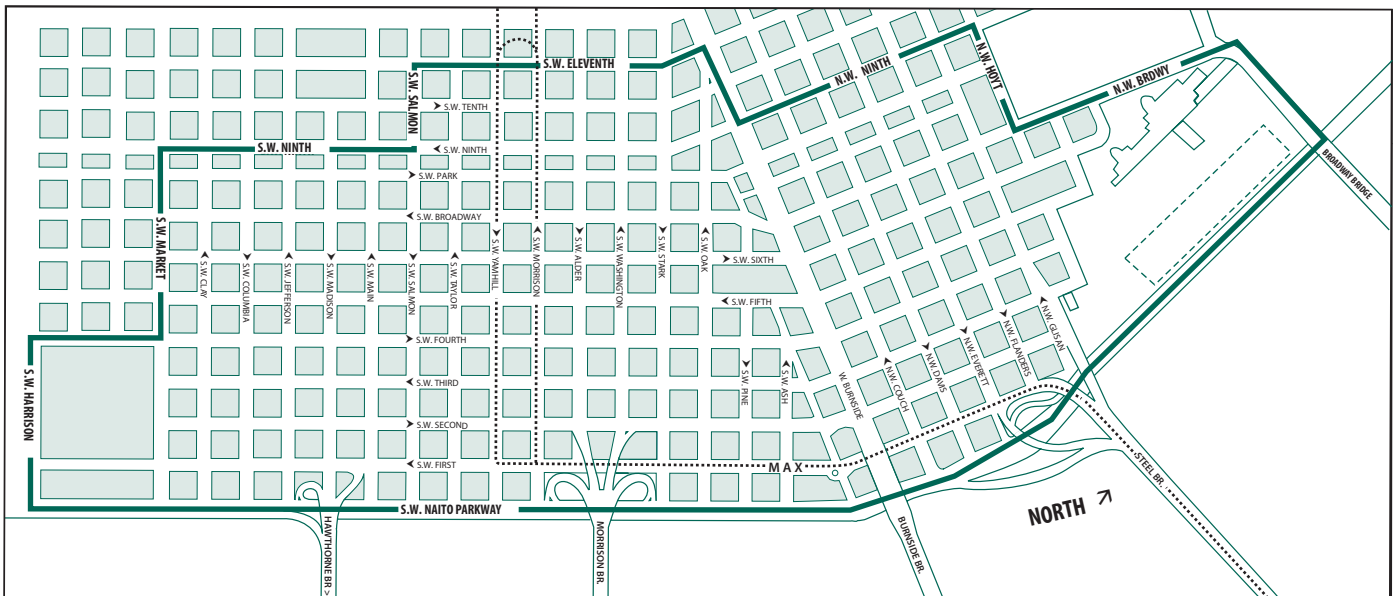 S.W. ELEVENTH
N.W. NINTH
N.W. HOYT
N.W. BRDWY
BROADWAY BRIDGE
S.W. SALMON
S.W. TENTH
S.W. NINTH
S.W. NINTH
S.W. PARK
S.W. BROADWAY
S.W. MARKET
S.W. CLAY
S.W. COLUMBIA
S.W. JEFFERSON
S.W. MADISON
S.W. MAIN
S.W. SALMON
S.W. TAYLOR
S.W. YAMHILL
S.W. MORRISON
S.W. ALDER
S.W. WASHINGTON
S.W. STARK
S.W. OAK
S.W. SIXTH
S.W. FIFTH
S.W. FOURTH
S.W. THIRD
S.W. SECOND
S.W. FIRST
S.W. PINE
S.W. ASH
W. BURNSIDE
N.W. COUCH
N.W. DAVIS
N.W. EVERETT
N.W. FLANDERS
N.W. GLISAN
S.W. HARRISON
MAX
STEEL BR.
S.W. NAITO PARKWAY
NORTH
HAWTHORNE BR >
MORRISON BR.
BURNSIDE BR.